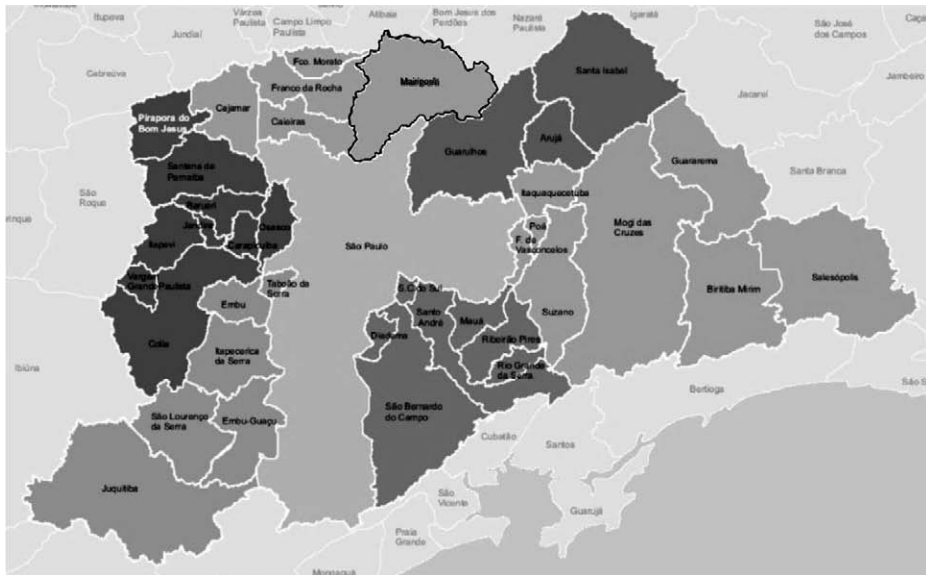 Itupeva
Jundiaí
Várzea
Paulista
Campo Limpo
Paulista
Atibaia
Bom Jesus dos
Perdões
Nazaré
Paulista
Igaratá
São José
dos Campos
Cabreúva
Fco. Morato
Mairiporã
Santa Isabel
Jambeiro
Franco da Rocha
Cajamar
Jacareí
Pirapora do
Bom Jesus
Caieiras
Guarulhos
Arujá
Guararema
Santana de
Parnaíba
Santa Branca
São
Roque
Itaquaquecetuba
Barueri
Jandira
Osasco
Poá
Mogi das
Cruzes
Itapevi
Carapicuíba
São Paulo
F. de
Vasconcelos
Vargem
Grande Paulista
Taboão da
Serra
S.C do Sul
Biritiba Mirim
Salesópolis
Embu
Santo
André
Mauá
Suzano
Diadema
Ribeirão Pires
Cotia
Itapecerica
da Serra
Rio Grande
da Serra
Ibiúna
Bertioga
São S
São Lourenço
da Serra
Embu-Guaçu
São Bernardo
do Campo
Cubatão
Santos
Juquitiba
São
Vicente
Guarujá
Praia
Grande
Mongaguá